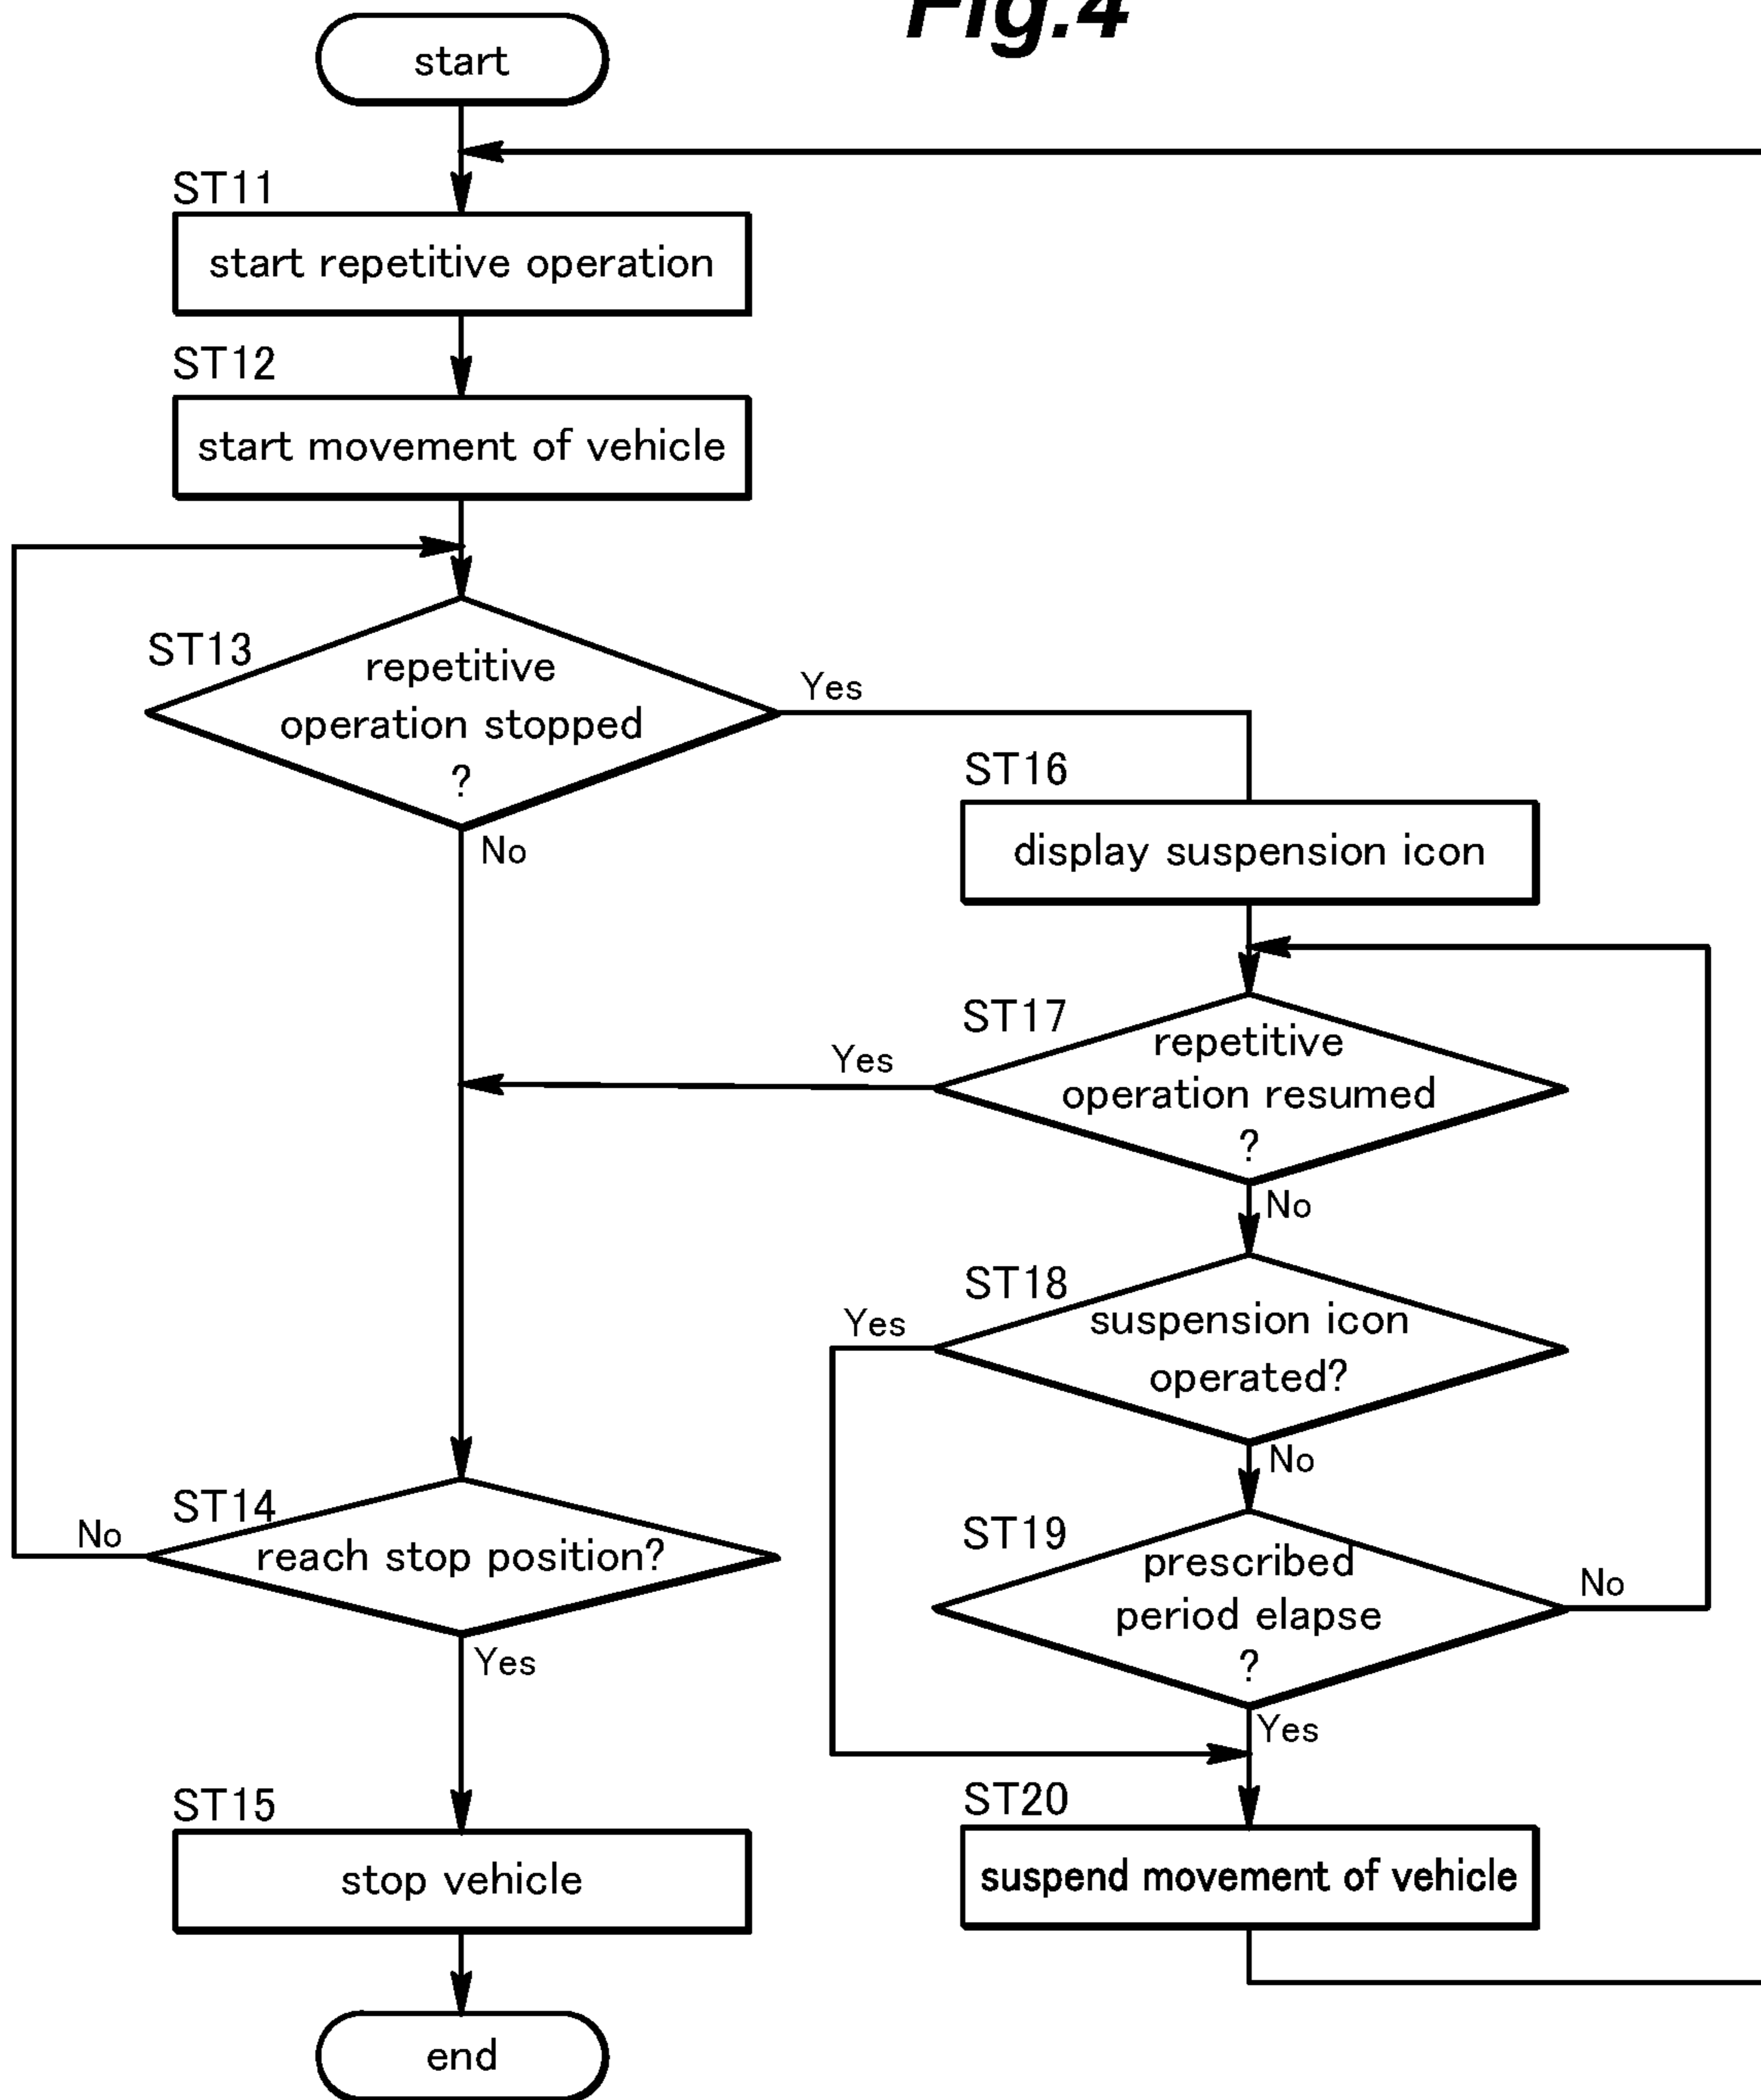 Fig.4
start
ST11
start repetitive operation
ST12
start movement of vehicle
ST13
repetitive
operation stopped
?
Yes
No
ST16
display suspension icon
ST17
repetitive
operation resumed
?
Yes
No
ST18
suspension icon
operated?
Yes
No
ST14
reach stop position?
No
Yes
ST19
prescribed
period elapse
?
No
Yes
ST15
stop vehicle
ST20
suspend movement of vehicle
end